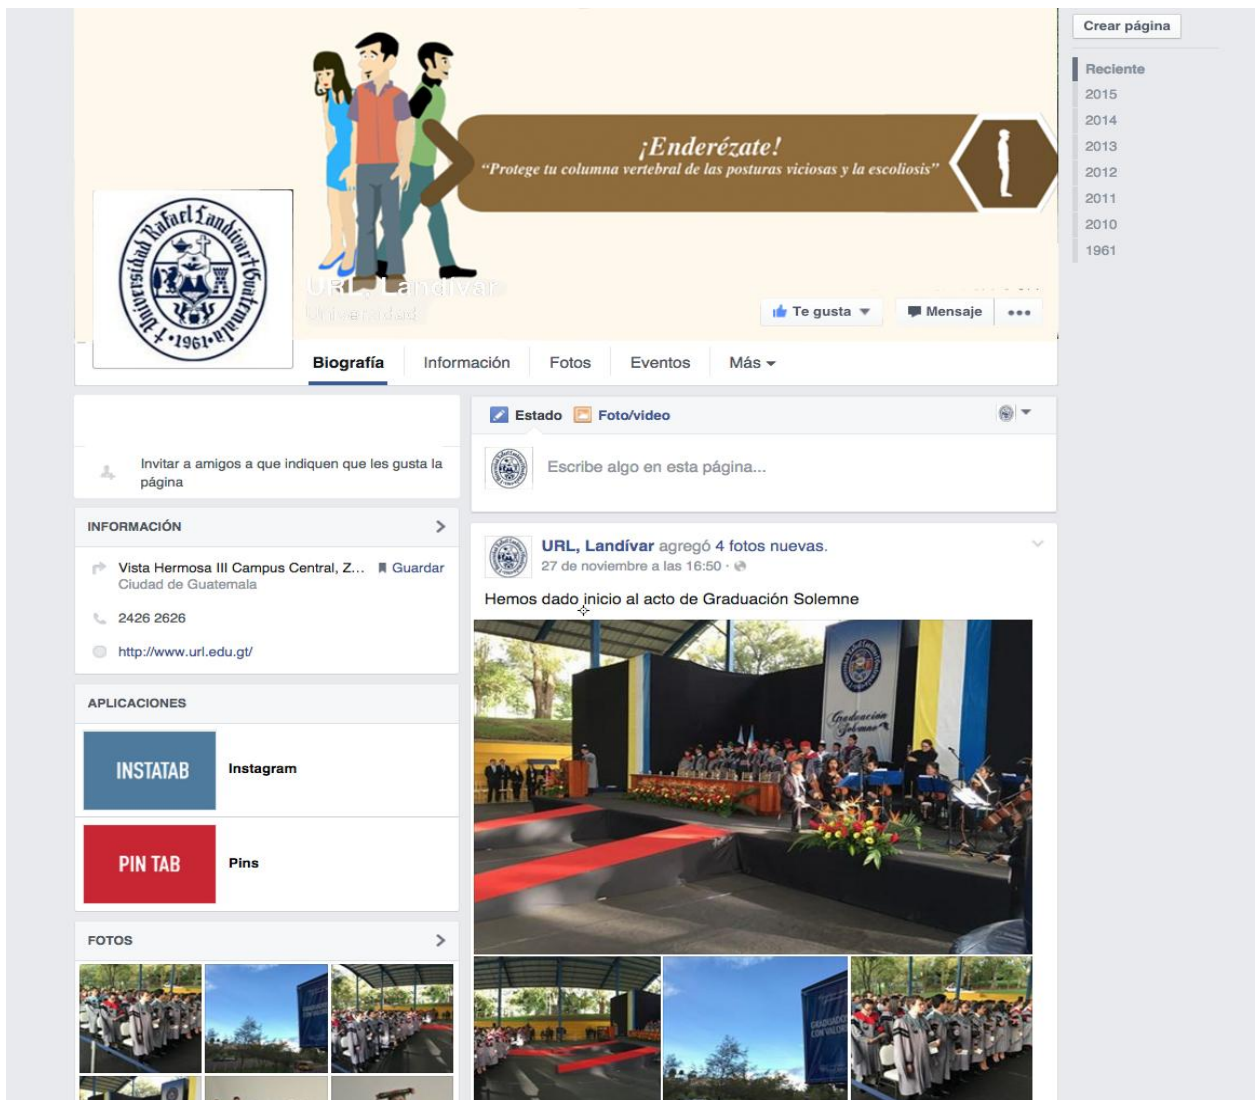 Crear página
Reciente
2015
2014
2013
2012
2011
2010
1961
¡Enderézate!
“Protege tu columna vertebral de las posturas viciosas y la escoliosis”
Universidad Rafael Landívar
Guatemala
1961
URL, Landívar
Universidad
Te gusta
Mensaje
Biografía
Información
Fotos
Eventos
Más
Invitar a amigos a que indiquen que les gusta la
página
INFORMACIÓN
Vista Hermosa III Campus Central, Z... Guardar
Ciudad de Guatemala
2426 2626
http://www.url.edu.gt/
APLICACIONES
INSTATAB
Instagram
PIN TAB
Pins
FOTOS
Estado
Foto/video
Escribe algo en esta página...
URL, Landívar agregó 4 fotos nuevas.
27 de noviembre a las 16:50 ·
Hemos dado inicio al acto de Graduación Solemne
Graduación
Solemne
GRADUADOS
CON VALORES